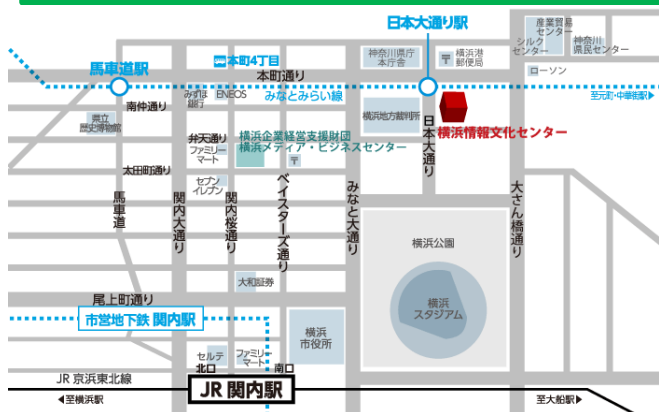 日本大通り駅
産業貿易
センター
シルク
センター
神奈川
県民センター
神奈川県庁
本庁舎
〒 横浜港
郵便局
ローソン
馬車道駅
本町4丁目
本町通り
みなとみらい線
至元町・中華街駅▶
みずほ
銀行
ENEOS
南仲通り
県立
歴史博物館
横浜地方裁判所
日本大通り
横浜情報文化センター
弁天通り
ファミリー
マート
横浜企業経営支援財団
横浜メディア・ビジネスセンター
〒
太田町通り
セブン
イレブン
馬車道
関内大通り
関内桜通り
ベイスターズ通り
みなと大通り
大さん橋通り
横浜公園
横浜
スタジアム
大和証券
尾上町通り
市営地下鉄 関内駅
横浜
市役所
セルテ
ファミリー
マート
北口
南口
JR 京浜東北線
JR 関内駅
◀至横浜駅
至大船駅▶